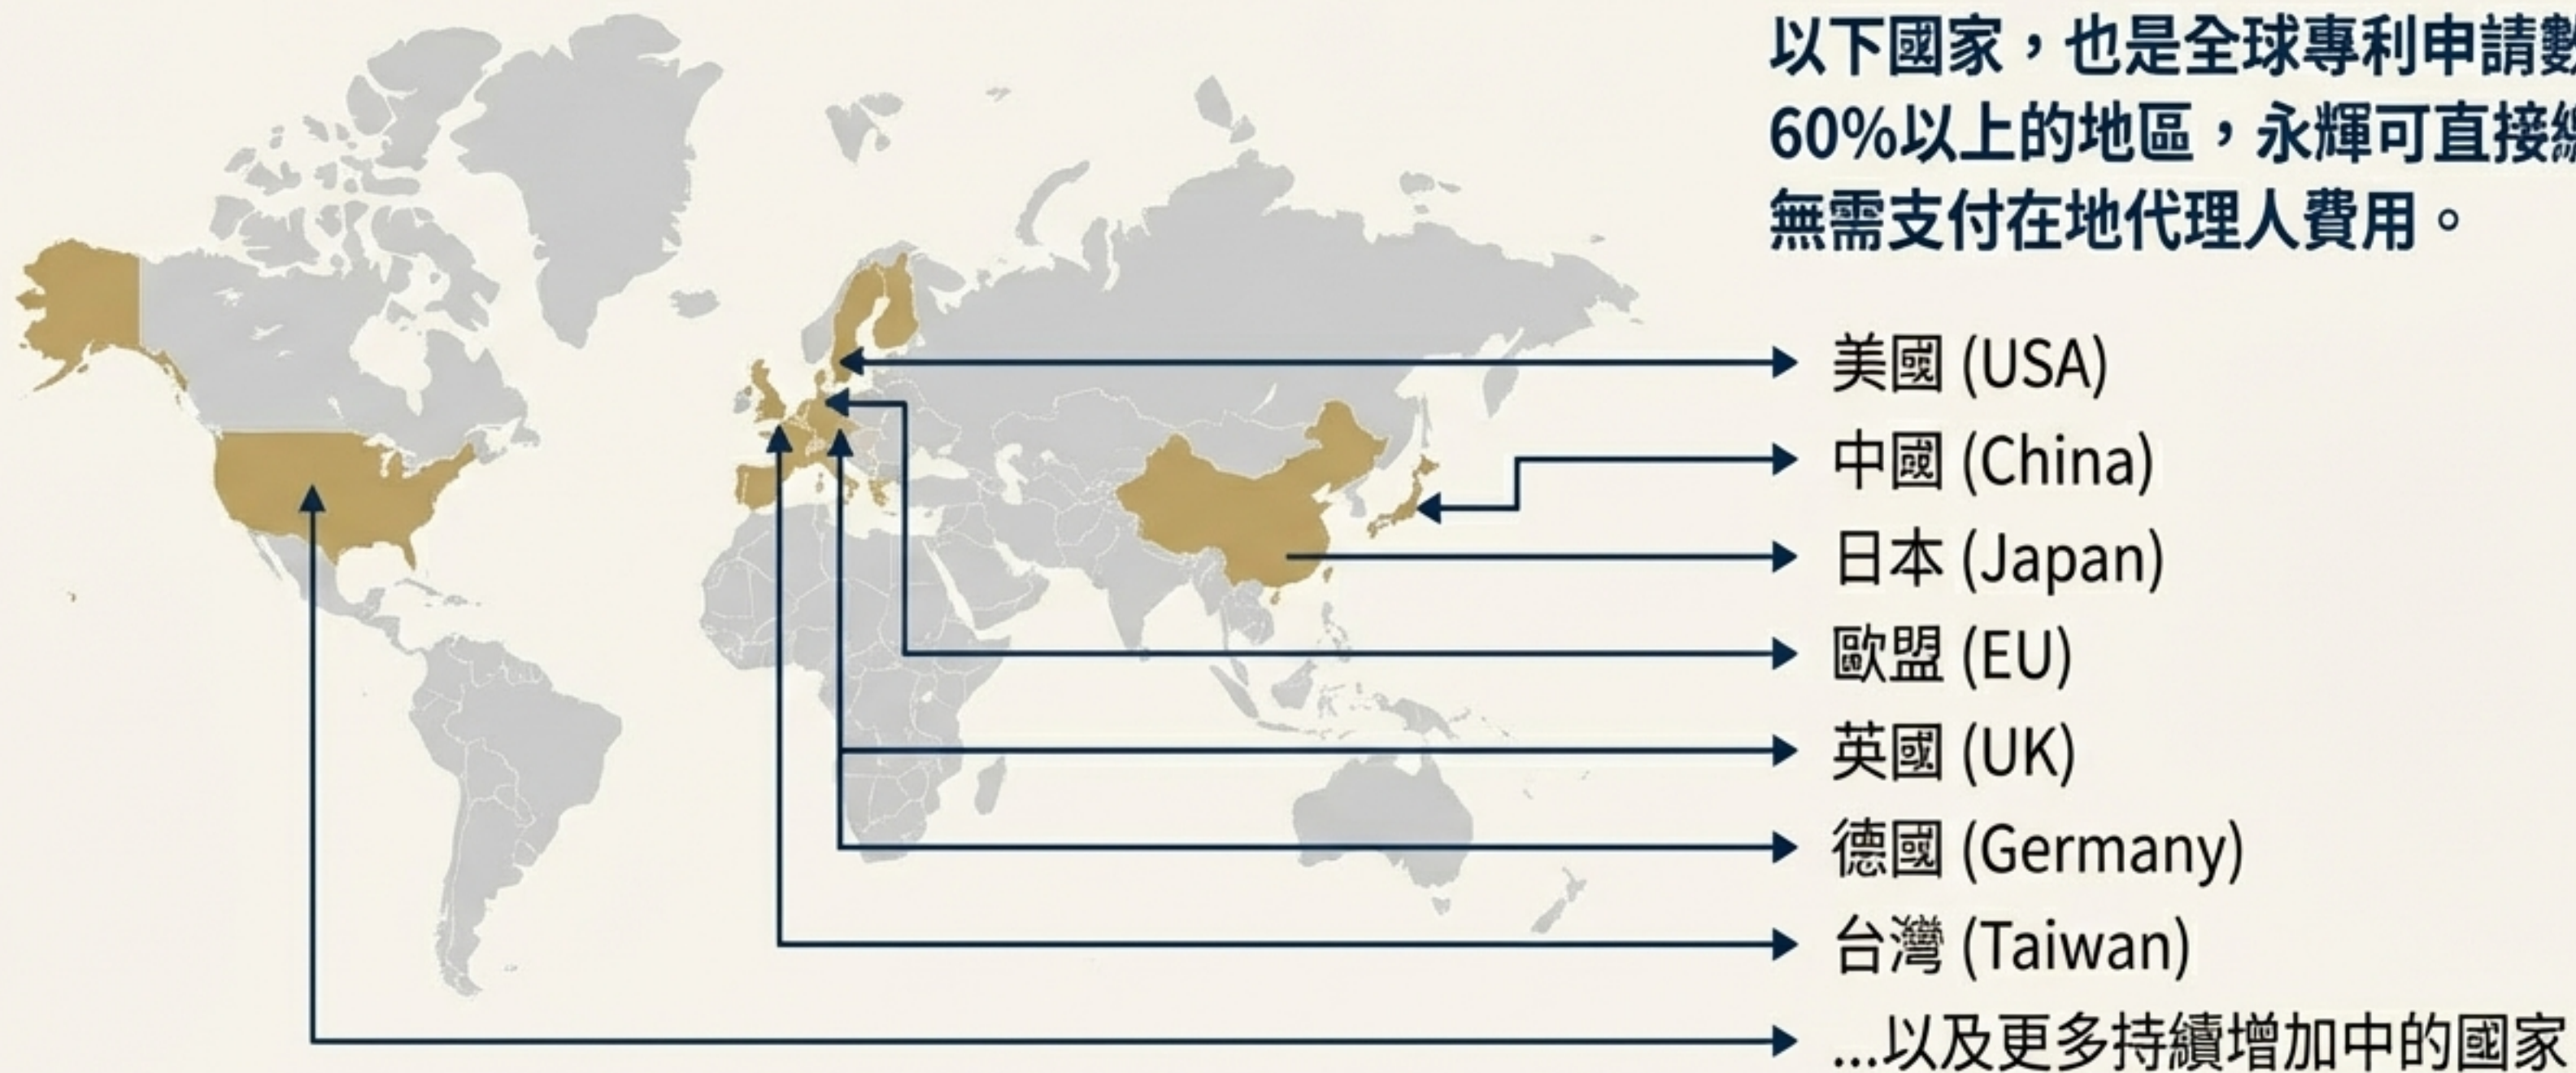 以下國家，也是全球專利申請數
60%以上的地區，永輝可直接
無需支付在地代理人費用。
美國 (USA)
中國 (China)
日本 (Japan)
歐盟 (EU)
英國 (UK)
德國 (Germany)
台灣 (Taiwan)
...以及更多持續增加中的國家